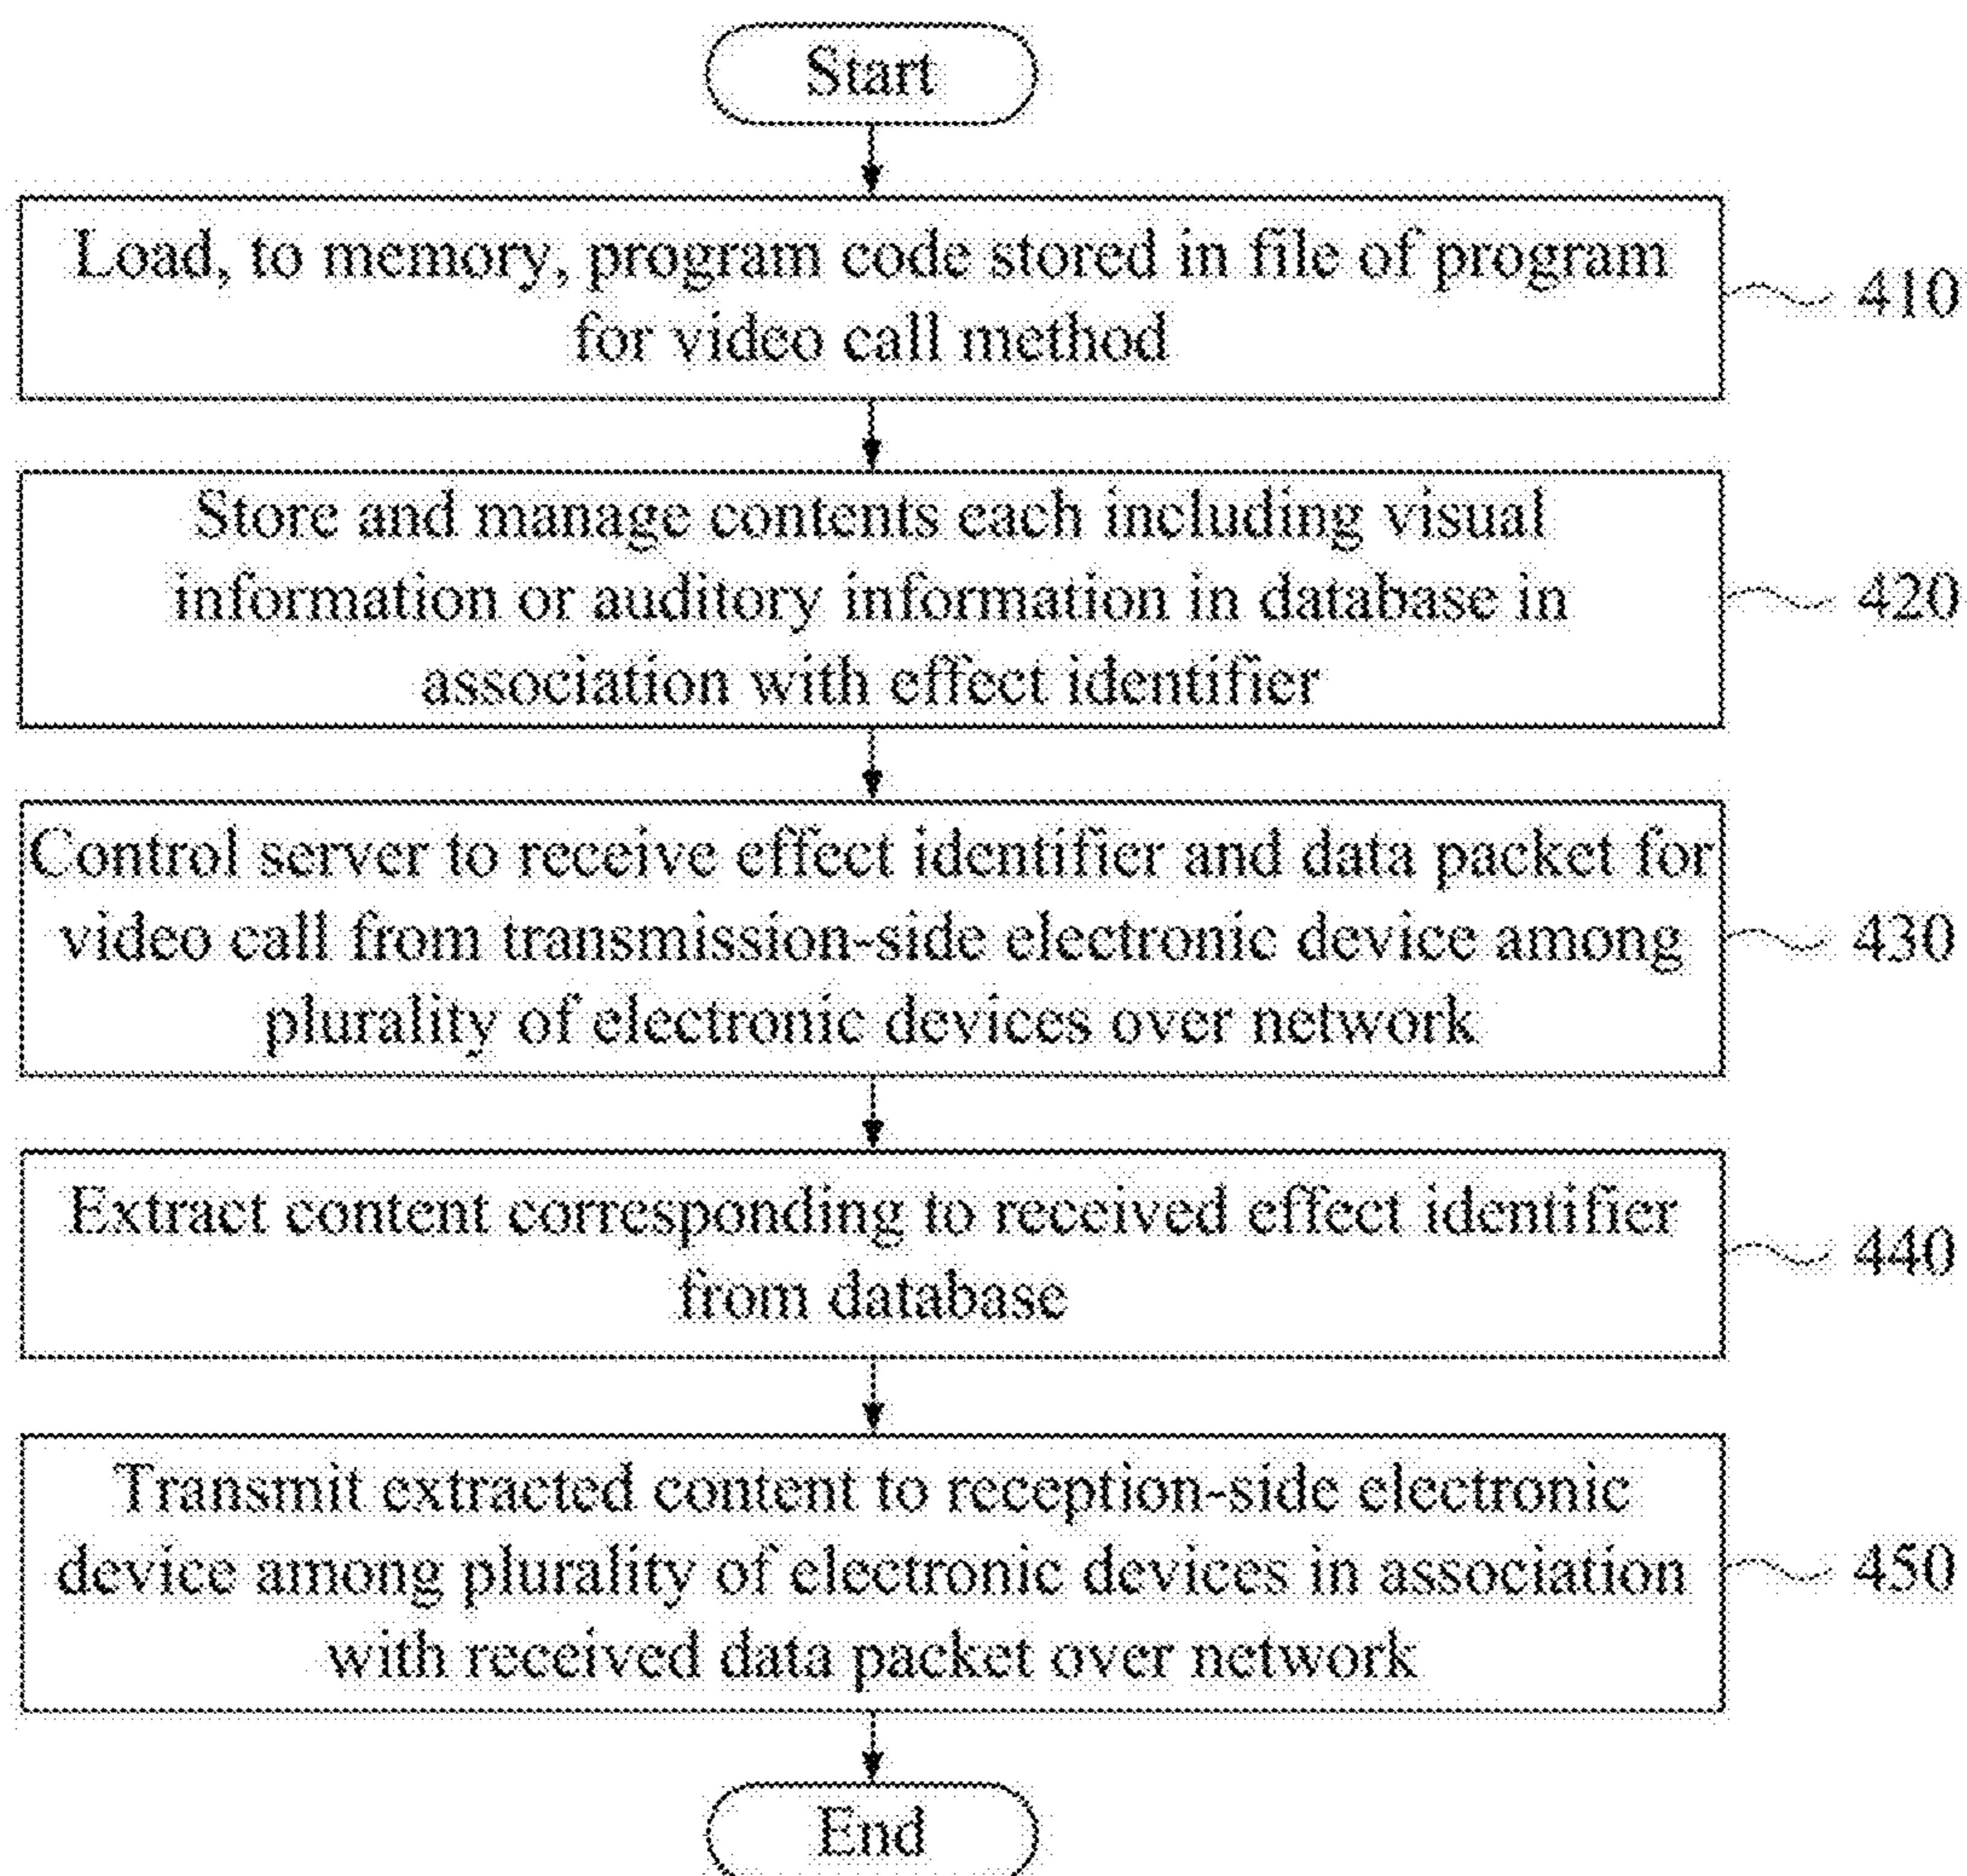 Start
Load, to memory, program code stored in file of program
for video call method
410
Store and manage contents each including visual
information or auditory information in database in
association with effect identifier
420
Control server to receive effect identifier and data packet for
video call from transmission-side electronic device among
plurality of electronic devices over network
430
Extract content corresponding to received effect identifier
from database
440
Transmit extracted content to reception-side electronic
device among plurality of electronic devices in association
with received data packet over network
450
End